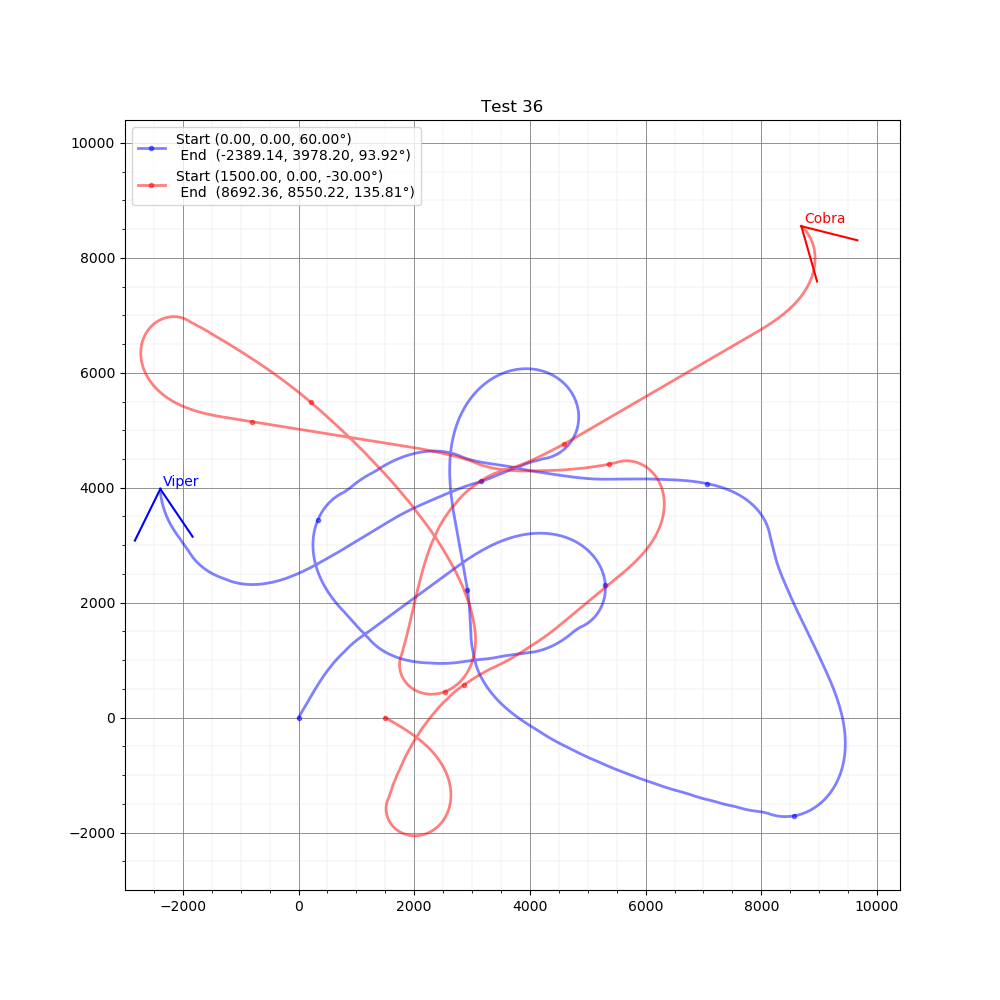 Test 36
Start (0.00, 0.00, 60.00°)
End  (-2389.14, 3978.20, 93.92°)
Start (1500.00, 0.00, -30.00°)
End  (8692.36, 8550.22, 135.81°)
Cobra
Viper
10000
8000
6000
4000
2000
0
−2000
−2000 0 2000 4000 6000 8000 10000